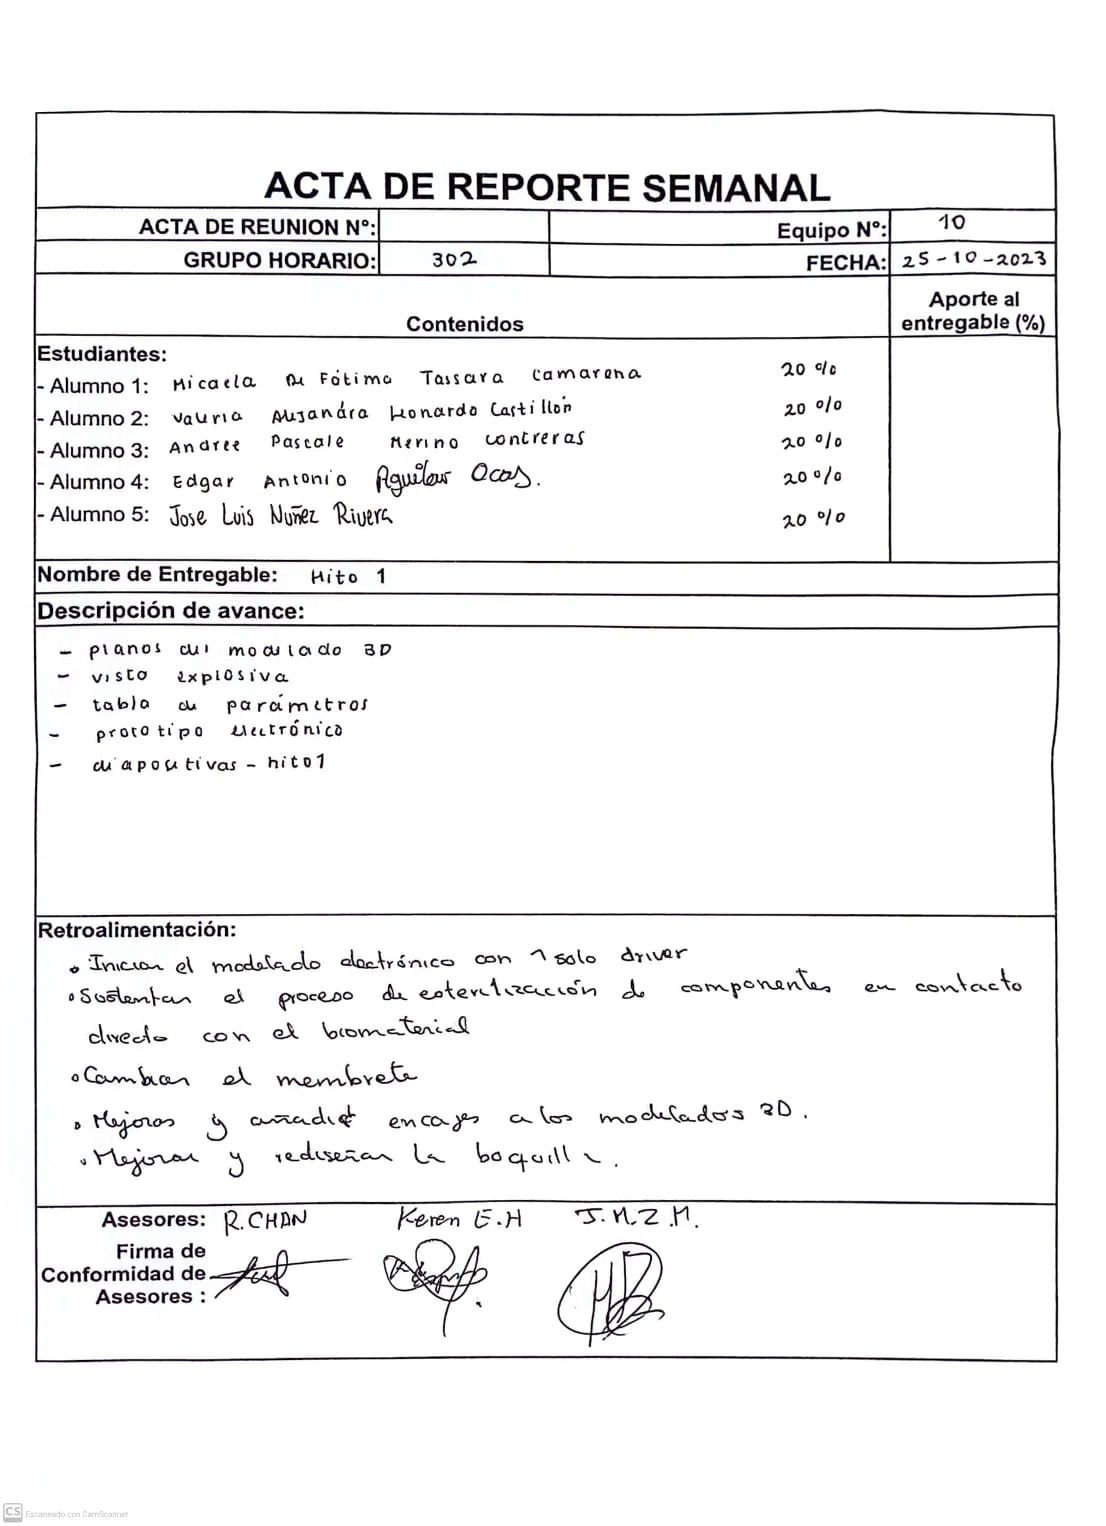 ACTA DE REPORTE SEMANAL
ACTA DE REUNION Nº: Equipo Nº: 10
GRUPO HORARIO: 302 FECHA: 25-10-2023
Contenidos Aporte al entregable (%)
Estudiantes:
- Alumno 1: Micaela De Fátima Tassara Camarena 20 %
- Alumno 2: Valeria Alejandra Leonardo Castillón 20 %
- Alumno 3: Andree Pascale Merino Contreras 20 %
- Alumno 4: Edgar Antonio Aguilar Ocas. 20 %
- Alumno 5: Jose Luis Nuñez Rivera 20 %
Nombre de Entregable: Hito 1
Descripción de avance:
- planos del modelado 3D
- vista explosiva
- tabla de parámetros
- prototipo electrónico
- diapositivas - hito1
Retroalimentación:
• Iniciar el modelado electrónico con 1 solo driver
• Sustentar el proceso de esterilización de componentes en contacto
directo con el biomaterial
• Cambiar el membrete
• Mejorar y añadir encajes a los modelados 3D.
• Mejorar y rediseñar la boquilla.
Asesores: R.CHAN Keren E.H J.M.Z.M.
Firma de
Conformidad de
Asesores :
CS Escaneado con CamScanner